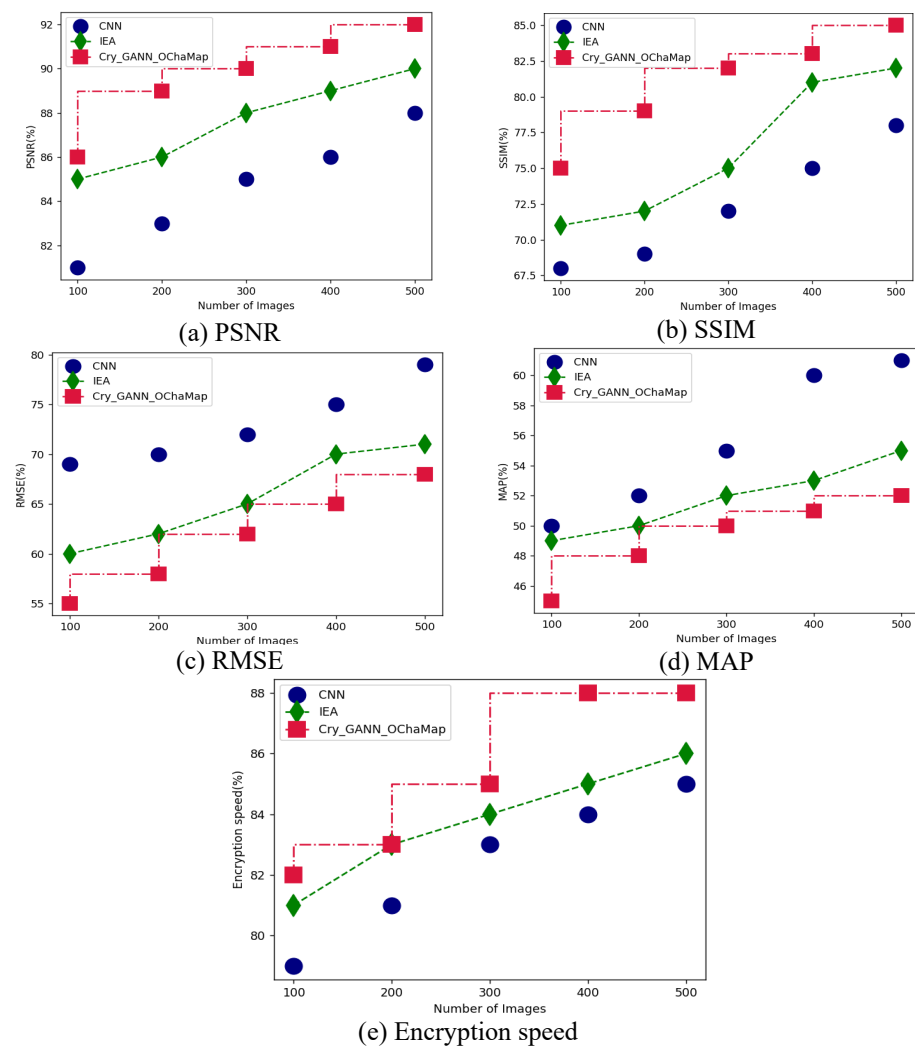 92
90
88
86
84
82
PSNR(%)
CNN
IEA
Cry_GANN_OChaMap
100 200 300 400 500
Number of Images
(a) PSNR
85.0
82.5
80.0
77.5
75.0
72.5
70.0
67.5
SSIM(%)
CNN
IEA
Cry_GANN_OChaMap
100 200 300 400 500
Number of Images
(b) SSIM
80
75
70
65
60
55
RMSE(%)
CNN
IEA
Cry_GANN_OChaMap
100 200 300 400 500
Number of Images
(c) RMSE
60
58
56
54
52
50
48
46
MAP(%)
CNN
IEA
Cry_GANN_OChaMap
100 200 300 400 500
Number of Images
(d) MAP
88
86
84
82
80
Encryption speed(%)
CNN
IEA
Cry_GANN_OChaMap
100 200 300 400 500
Number of Images
(e) Encryption speed